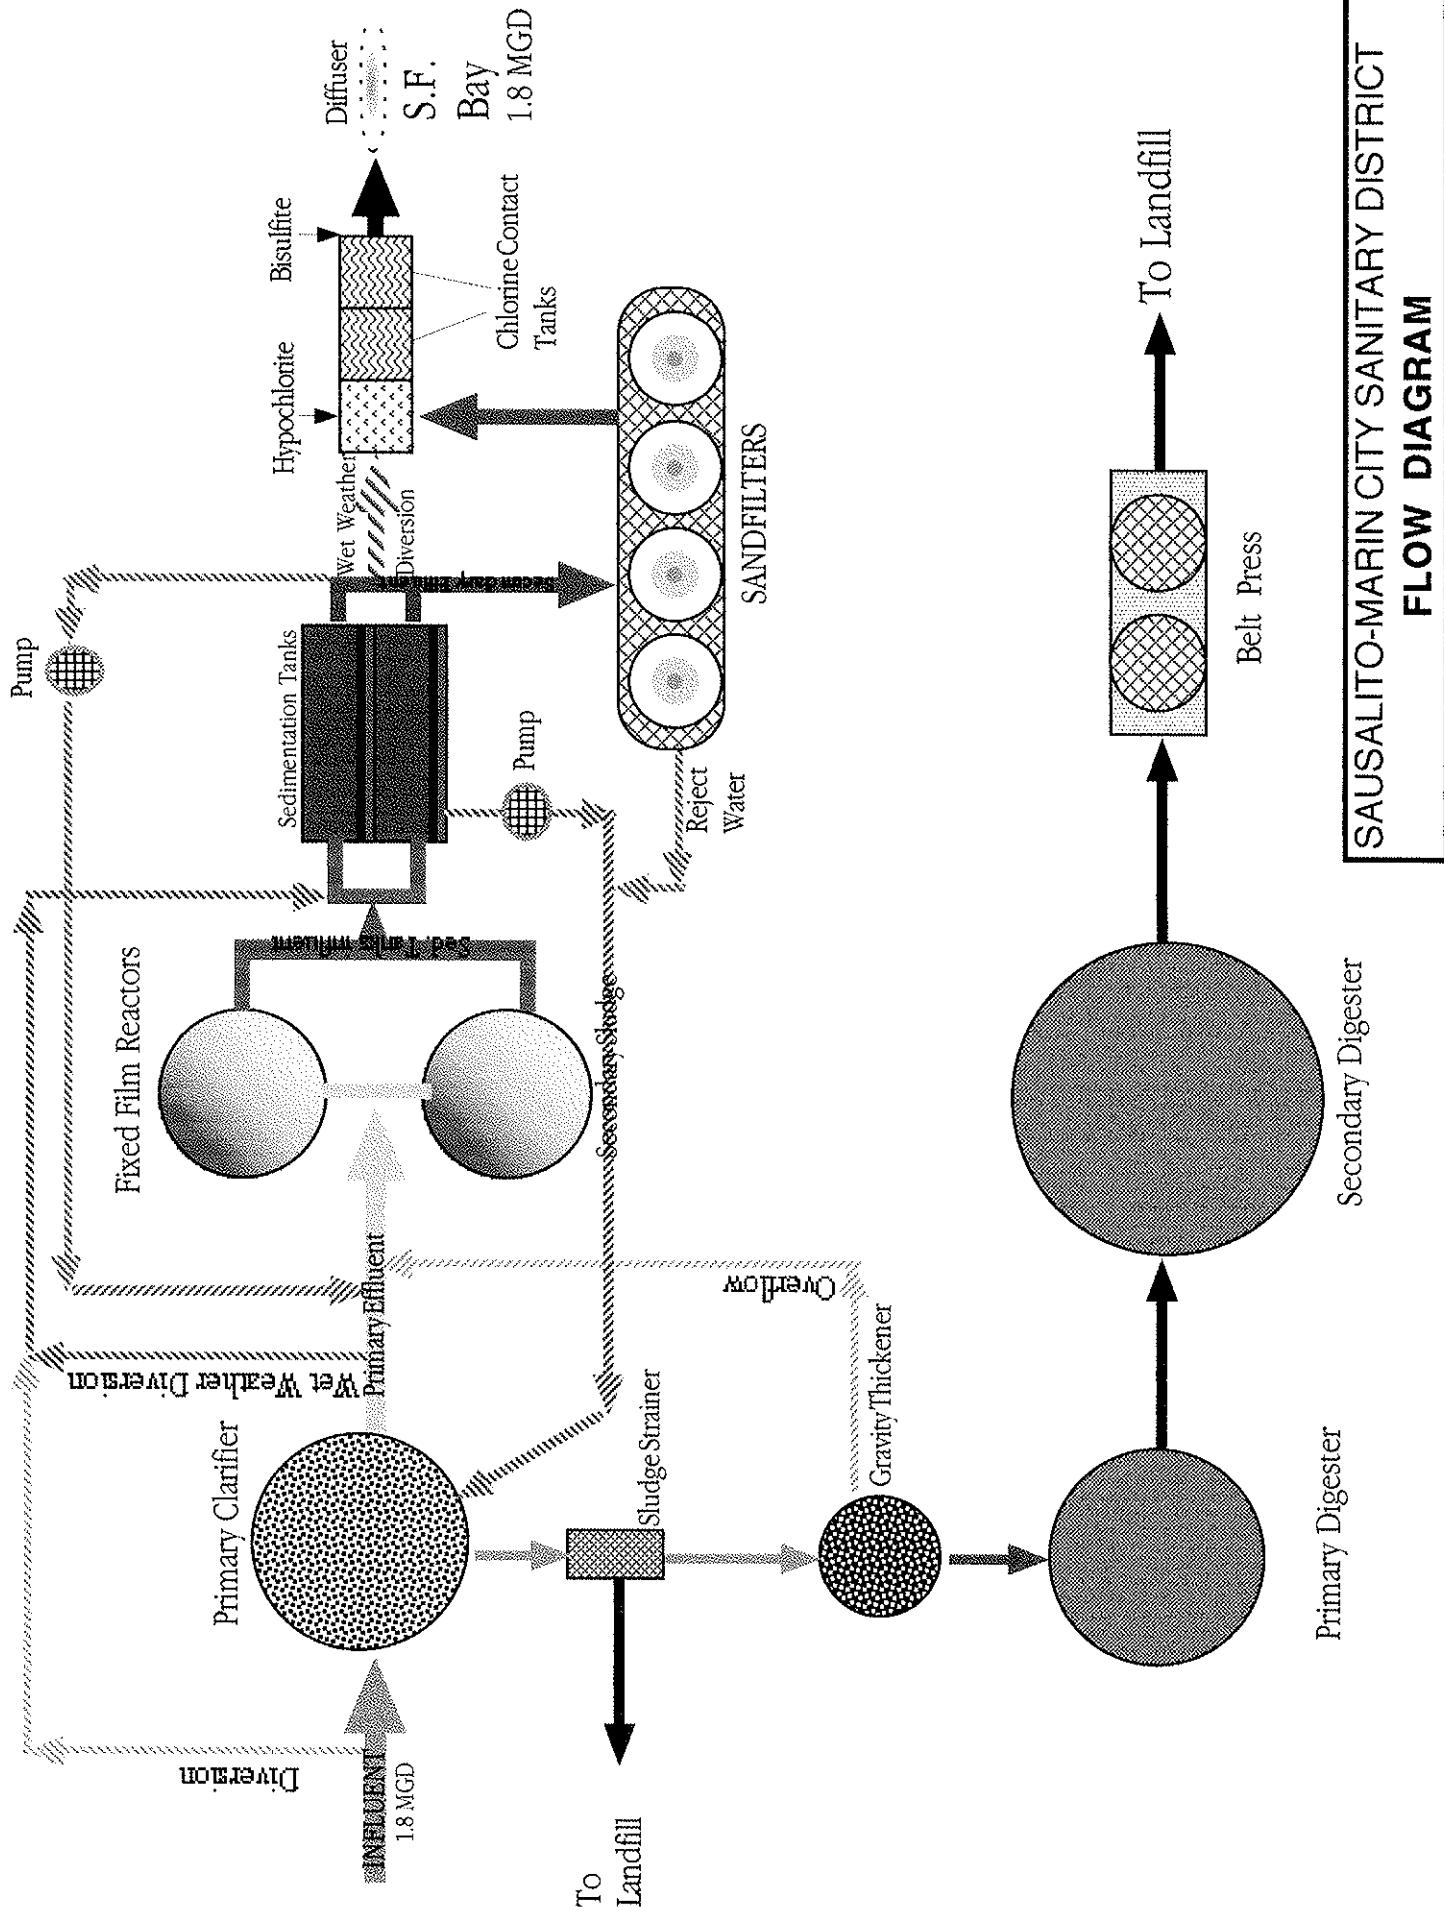 Diversion
INFLUENT
1.8 MGD
Primary Clarifier
Wet Weather Diversion
Primary Effluent
Fixed Film Reactors
Sed. Tanks Influent
Sedimentation Tanks
Pump
Pump
Secondary Effluent
Wet Weather
Diversion
Hypochlorite
Bisulfite
Chlorine Contact
Tanks
Diffuser
S.F.
Bay
1.8 MGD
SANDFILTERS
Reject
Water
Secondary Sludge
Overflow
Sludge Strainer
To
Landfill
Gravity Thickener
Primary Digester
Secondary Digester
Belt Press
To Landfill
SAUSALITO-MARIN CITY SANITARY DISTRICT
FLOW DIAGRAM